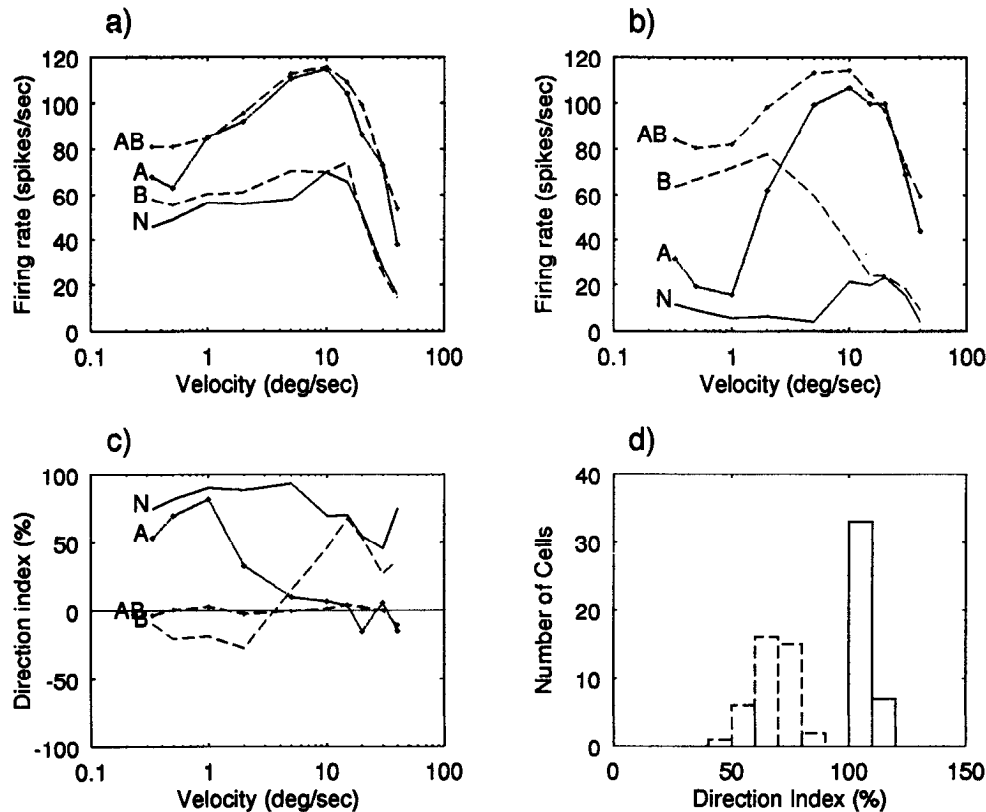 a)
Firing rate (spikes/sec)
120
100
80
60
40
20
0
AB
A
B
N
0.1 1 10 100
Velocity (deg/sec)
b)
Firing rate (spikes/sec)
120
100
80
60
40
20
0
AB
B
A
N
0.1 1 10 100
Velocity (deg/sec)
c)
Direction index (%)
100
50
0
-50
-100
N
A
AB
B
0.1 1 10 100
Velocity (deg/sec)
d)
Number of Cells
40
30
20
10
0
0 50 100 150
Direction Index (%)